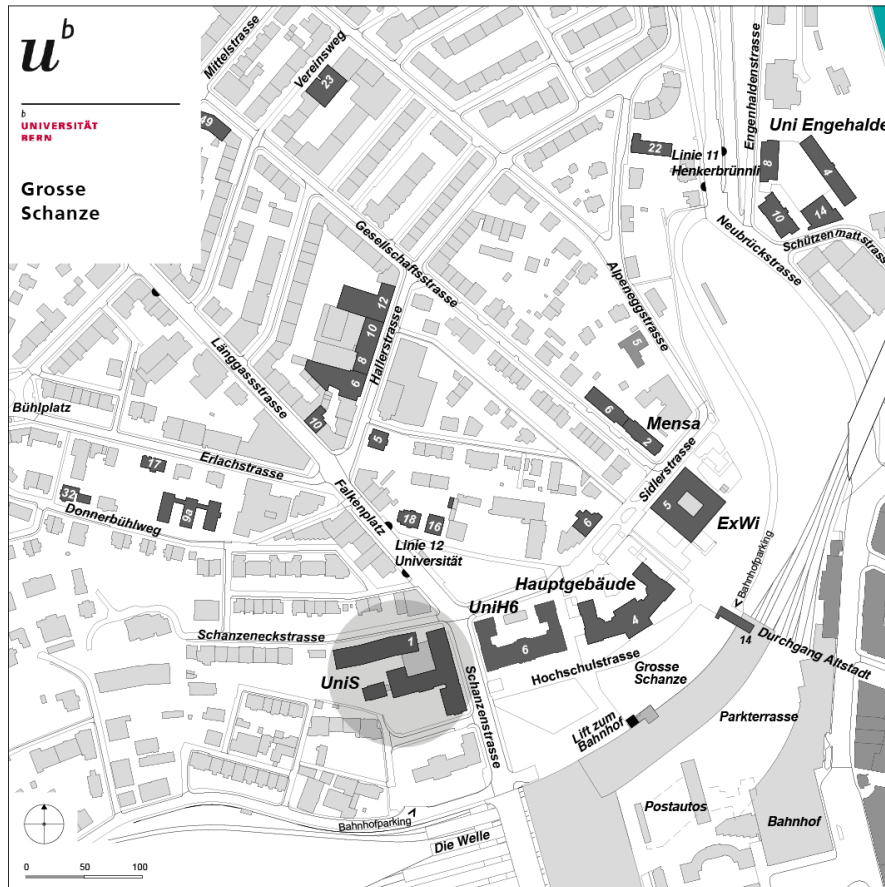 u^b
b
UNIVERSITÄT
BERN
Grosse
Schanze
Mittelstrasse
Vereinsweg
23
49
Engehaldenstrasse
Uni Engehalde
22
Linie 11
Henkerbrünnli
8
4
10
14
Schützenmattstrasse
Neubrückstrasse
Gesellschaftsstrasse
Alpeneggstrasse
12
10
8
6
Hallerstrasse
5
Länggassstrasse
10
6
2
Mensa
Bühlplatz
5
Erlachstrasse
17
Sidlerstrasse
32
9a
Donnerbühlweg
Falkenplatz
18
16
Linie 12
Universität
6
5
ExWi
Bahnhofparking
Hauptgebäude
UniH6
4
14
Durchgang Altstadt
Schanzeneckstrasse
1
6
Hochschulstrasse
Grosse
Schanze
UniS
Schanzenstrasse
Lift zum
Bahnhof
Parkterrasse
Postautos
Bahnhof
Bahnhofparking
Die Welle
0 50 100